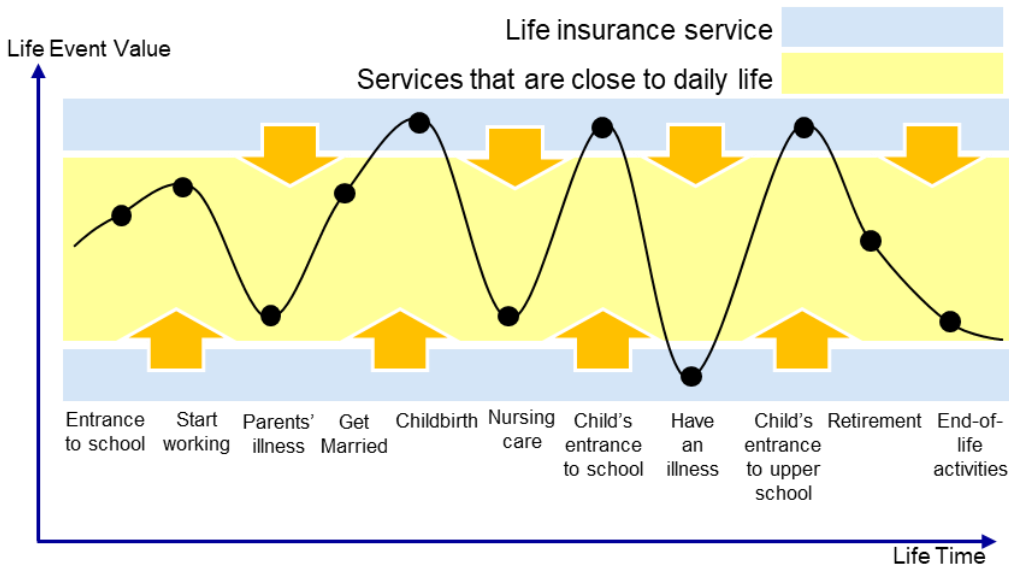 Life insurance service
Life Event Value
Services that are close to daily life
Entrance
to school
Start
working
Parents'
illness
Get
Married
Childbirth
Nursing
care
Child's
entrance
to school
Have
an
illness
Child's
entrance
to upper
school
Retirement
End-of-
life
activities
Life Time